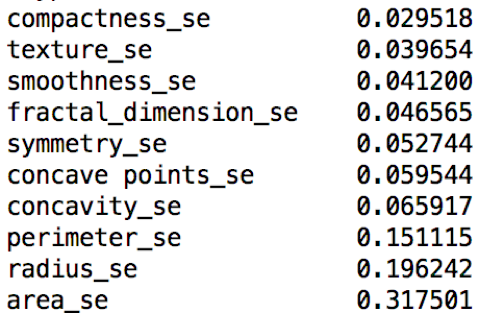 compactness_se 0.029518
texture_se 0.039654
smoothness_se 0.041200
fractal_dimension_se 0.046565
symmetry_se 0.052744
concave points_se 0.059544
concavity_se 0.065917
perimeter_se 0.151115
radius_se 0.196242
area_se 0.317501